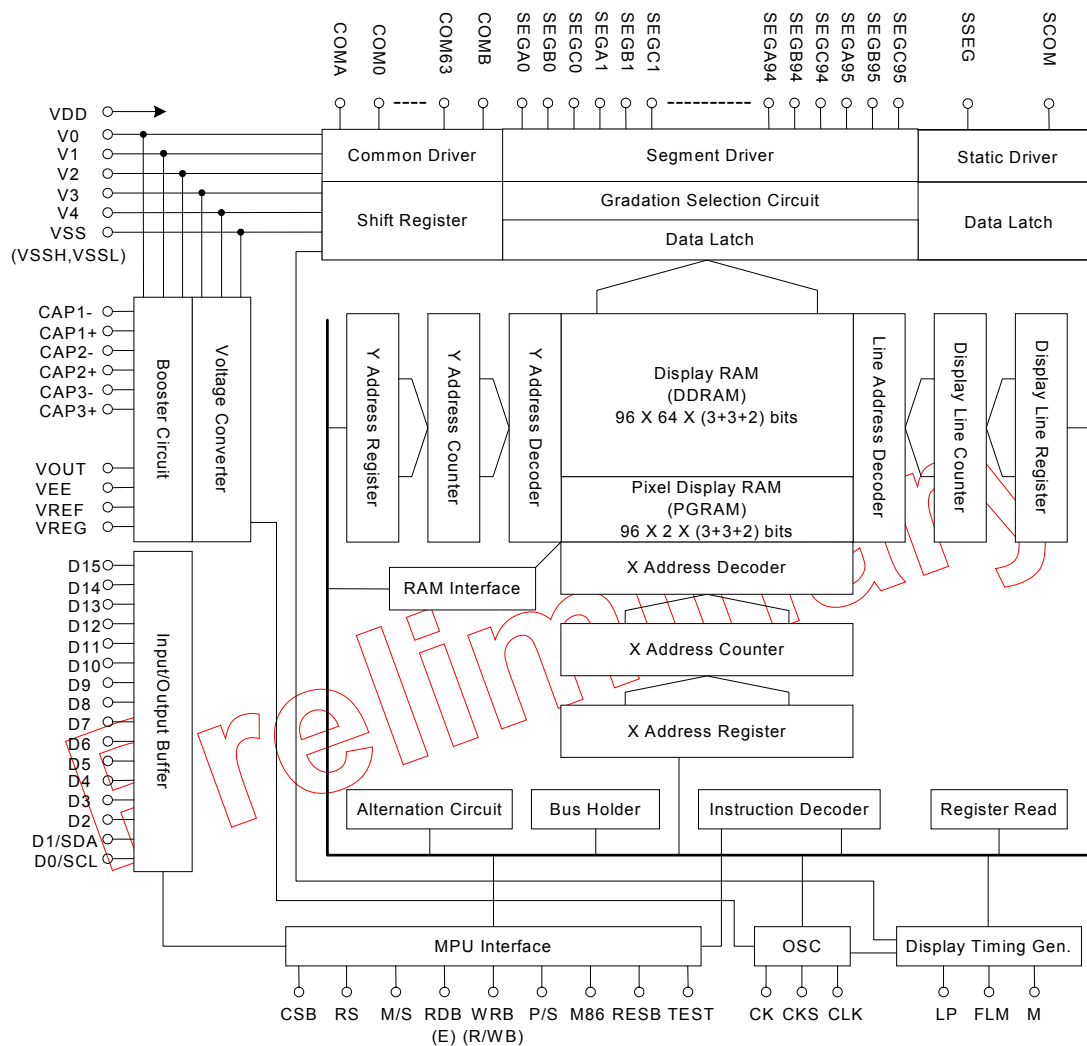 COMA COM0 COM63 COMB SEGA0 SEGB0 SEGC0 SEGA1 SEGB1 SEGC1 SEGA94 SEGB94 SEGC94 SEGA95 SEGB95 SEGC95 SSEG SCOM
VDD
V0
V1
V2
V3
V4
VSS
(VSSH,VSSL)
Common Driver
Segment Driver
Static Driver
Shift Register
Gradation Selection Circuit
Data Latch
Data Latch
CAP1-
CAP1+
CAP2-
CAP2+
CAP3-
CAP3+
VOUT
VEE
VREF
VREG
Booster Circuit
Voltage Converter
Y Address Register
Y Address Counter
Y Address Decoder
Display RAM
(DDRAM)
96 X 64 X (3+3+2) bits
Pixel Display RAM
(PGRAM)
96 X 2 X (3+3+2) bits
Line Address Decoder
Display Line Counter
Display Line Register
RAM Interface
X Address Decoder
X Address Counter
X Address Register
D15
D14
D13
D12
D11
D10
D9
D8
D7
D6
D5
D4
D3
D2
D1/SDA
D0/SCL
Input/Output Buffer
Preliminary
Alternation Circuit
Bus Holder
Instruction Decoder
Register Read
MPU Interface
OSC
Display Timing Gen.
CSB RS M/S RDB WRB P/S M86 RESB TEST CK CKS CLK LP FLM M
(E) (R/WB)